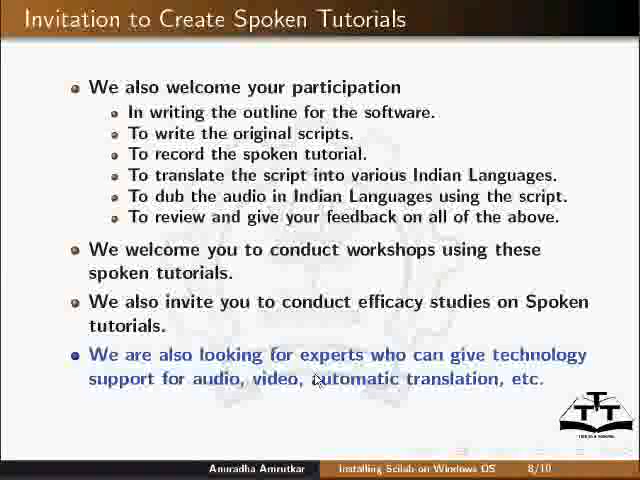 Invitation to Create Spoken Tutorials
We also welcome your participation
In writing the outline for the software.
To write the original scripts.
To record the spoken tutorial.
To translate the script into various Indian Languages.
To dub the audio in Indian Languages using the script.
To review and give your feedback on all of the above.
We welcome you to conduct workshops using these
spoken tutorials.
We also invite you to conduct efficacy studies on Spoken
tutorials.
We are also looking for experts who can give technology
support for audio, video, automatic translation, etc.
Anuradha Amrutkar
Installing Scilab on Windows OS
8/10